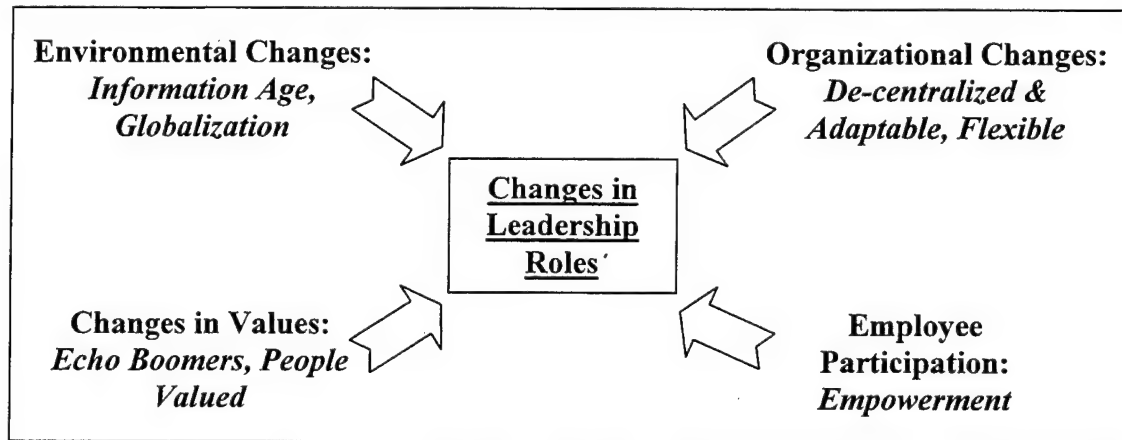 Environmental Changes:
Information Age,
Globalization
Organizational Changes:
De-centralized &
Adaptable, Flexible
Changes in
Leadership
Roles
Changes in Values:
Echo Boomers, People
Valued
Employee
Participation:
Empowerment